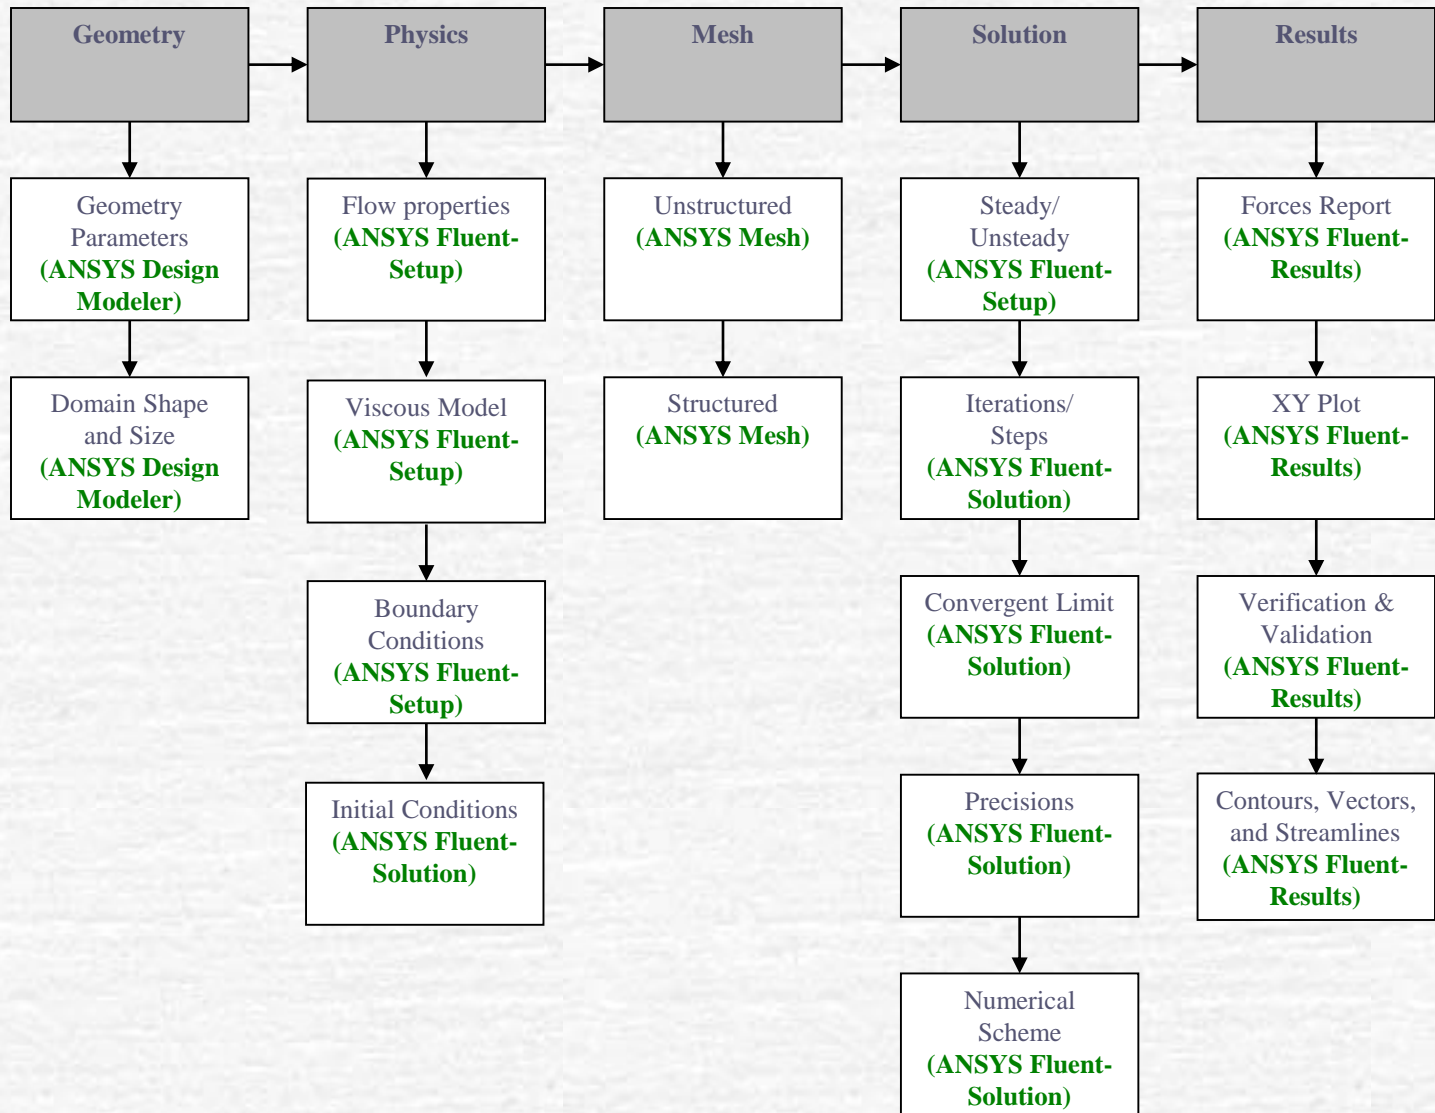 Geometry
Physics
Mesh
Solution
Results
Geometry
Parameters
(ANSYS Design
Modeler)
Domain Shape
and Size
(ANSYS Design
Modeler)
Flow properties
(ANSYS Fluent-
Setup)
Viscous Model
(ANSYS Fluent-
Setup)
Boundary
Conditions
(ANSYS Fluent-
Setup)
Initial Conditions
(ANSYS Fluent-
Solution)
Unstructured
(ANSYS Mesh)
Structured
(ANSYS Mesh)
Steady/
Unsteady
(ANSYS Fluent-
Setup)
Iterations/
Steps
(ANSYS Fluent-
Solution)
Convergent Limit
(ANSYS Fluent-
Solution)
Precisions
(ANSYS Fluent-
Solution)
Numerical
Scheme
(ANSYS Fluent-
Solution)
Forces Report
(ANSYS Fluent-
Results)
XY Plot
(ANSYS Fluent-
Results)
Verification &
Validation
(ANSYS Fluent-
Results)
Contours, Vectors,
and Streamlines
(ANSYS Fluent-
Results)